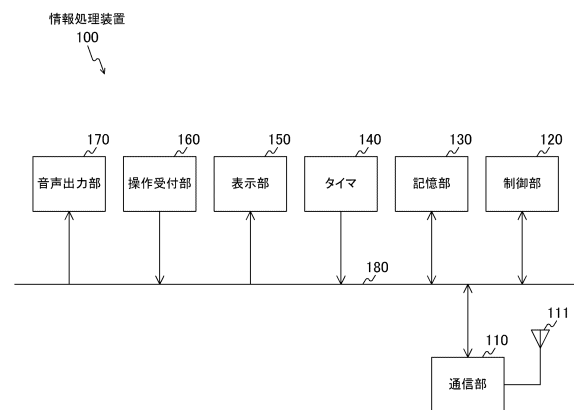 情報処理装置
100
170
160
150
140
130
120
音声出力部
操作受付部
表示部
タイマ
記憶部
制御部
180
110
111
通信部